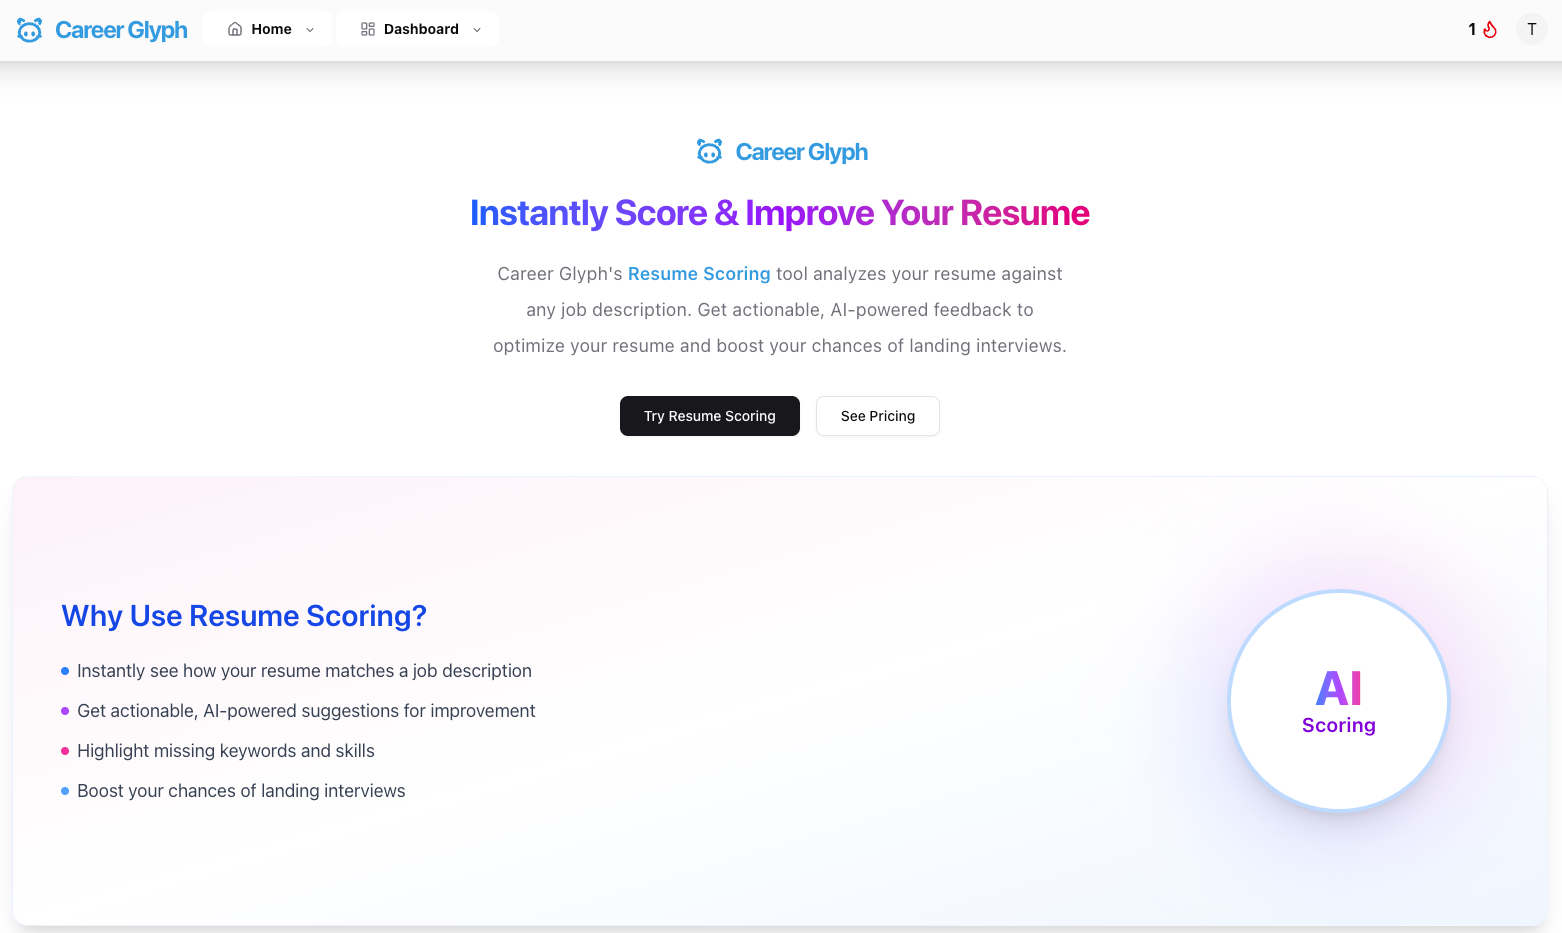 Career Glyph
Home
Dashboard
1
T
Career Glyph
Instantly Score & Improve Your Resume
Career Glyph's Resume Scoring tool analyzes your resume against
any job description. Get actionable, AI-powered feedback to
optimize your resume and boost your chances of landing interviews.
Try Resume Scoring
See Pricing
Why Use Resume Scoring?
Instantly see how your resume matches a job description
Get actionable, AI-powered suggestions for improvement
Highlight missing keywords and skills
Boost your chances of landing interviews
AI
Scoring